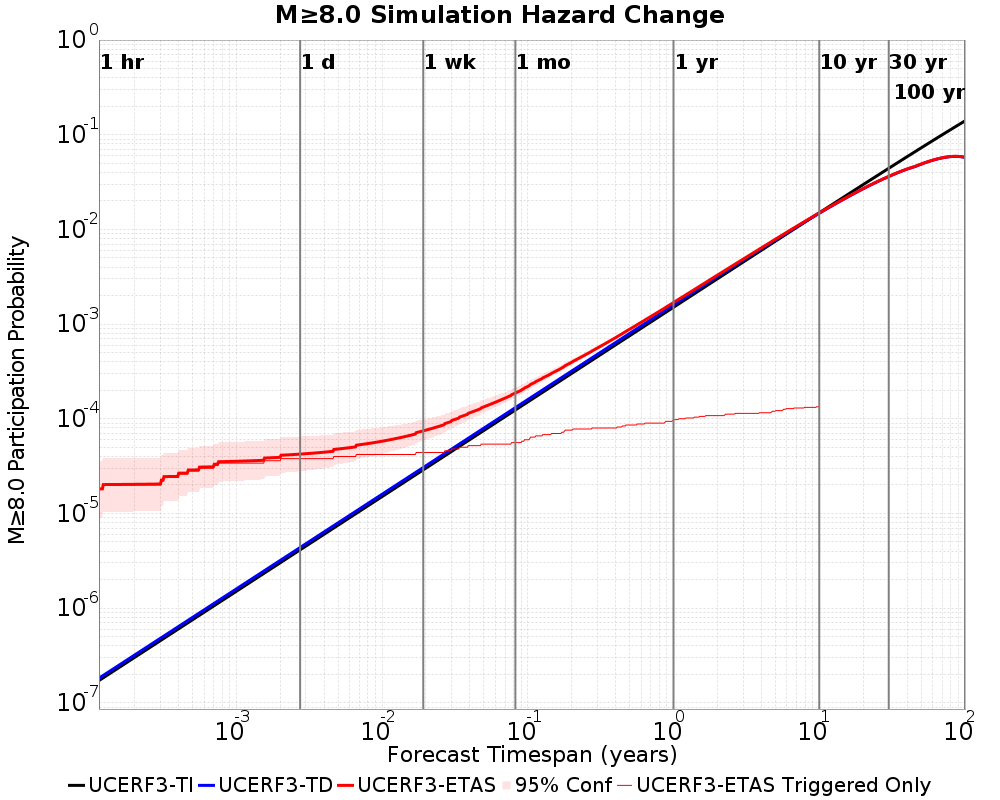 M≥8.0 Simulation Hazard Change
10^0
1 hr 1 d 1 wk 1 mo 1 yr 10 yr 30 yr
100 yr
10^-1
10^-2
10^-3
10^-4
10^-5
10^-6
10^-7
M≥8.0 Participation Probability
10^-3 10^-2 10^-1 10^0 10^1 10^2
Forecast Timespan (years)
UCERF3-TI UCERF3-TD UCERF3-ETAS 95% Conf UCERF3-ETAS Triggered Only